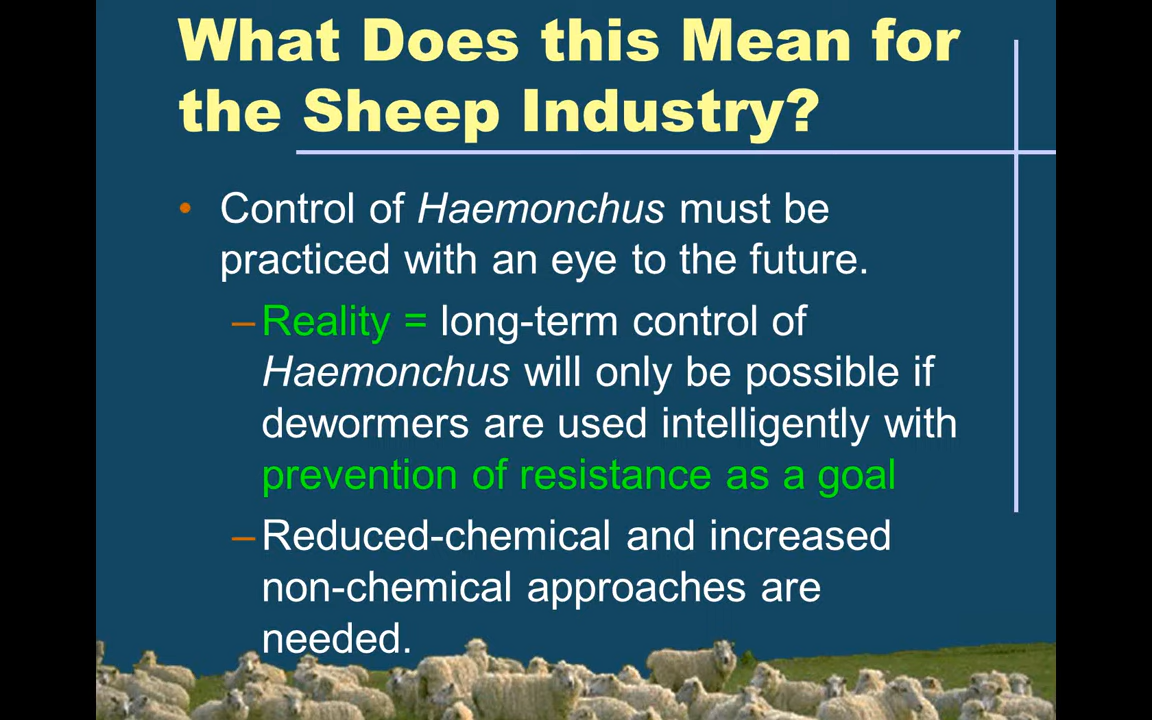 What Does this Mean for
the Sheep Industry?
• Control of Haemonchus must be
practiced with an eye to the future.
–Reality = long-term control of
Haemonchus will only be possible if
dewormers are used intelligently with
prevention of resistance as a goal
–Reduced-chemical and increased
non-chemical approaches are
needed.